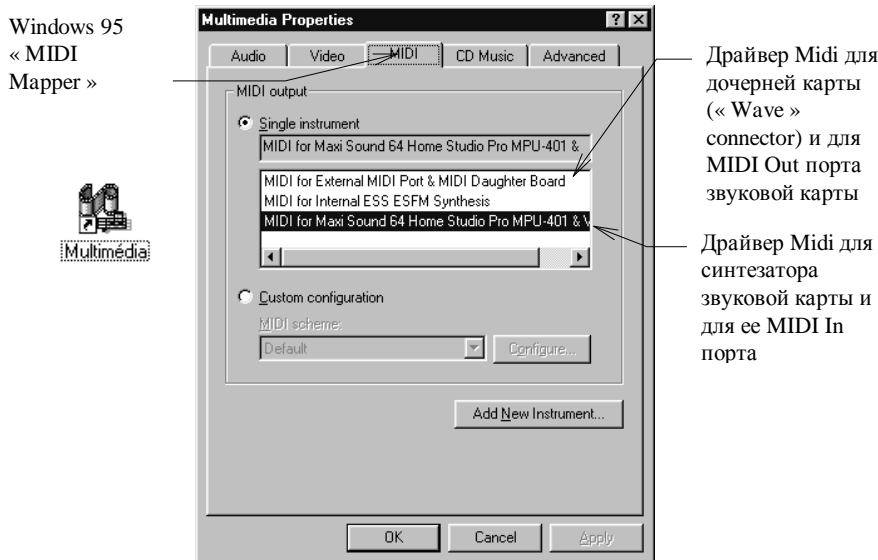 Windows 95
« MIDI
Mapper »
Multimédia
Multimedia Properties
Audio
Video
MIDI
CD Music
Advanced
MIDI output
Single instrument
MIDI for Maxi Sound 64 Home Studio Pro MPU-401 &
MIDI for External MIDI Port & MIDI Daughter Board
MIDI for Internal ESS ESFM Synthesis
MIDI for Maxi Sound 64 Home Studio Pro MPU-401 & V
Custom configuration
MIDI scheme:
Default
Configure...
Add New Instrument...
OK
Cancel
Apply
Драйвер Midi для
дочерней карты
(« Wave »
connector) и для
MIDI Out порта
звуковой карты
Драйвер Midi для
синтезатора
звуковой карты и
для ее MIDI In
порта